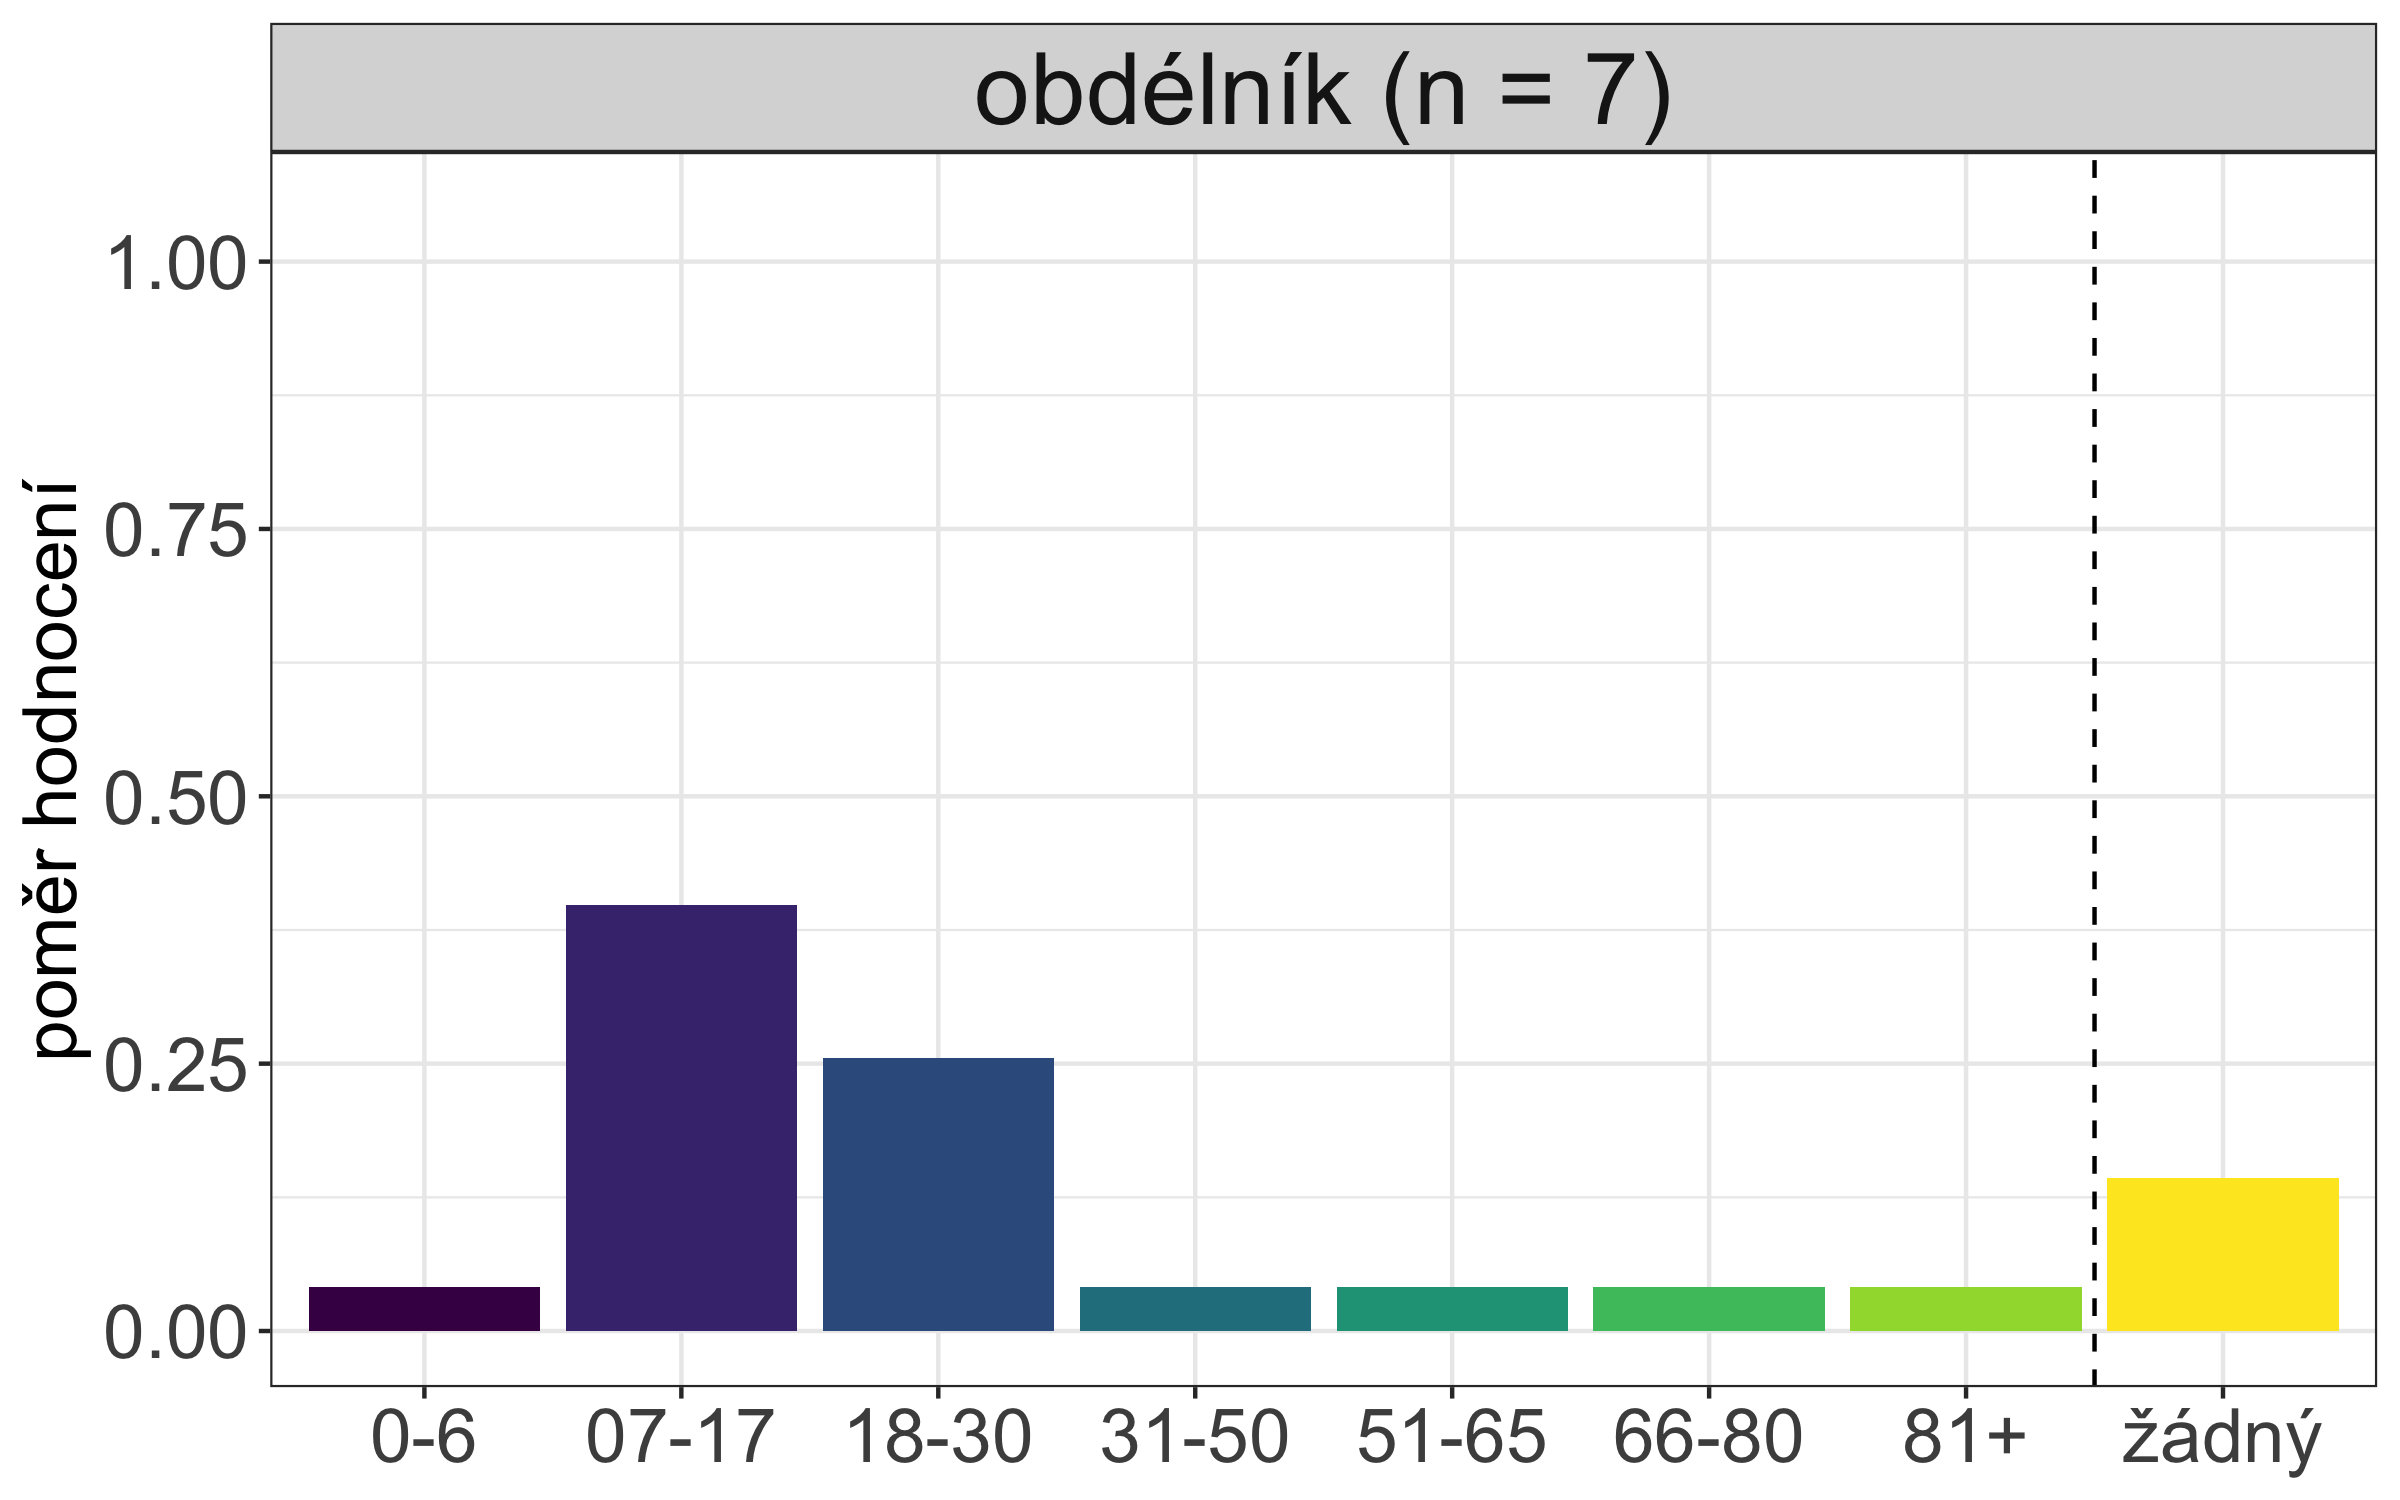 obdélník (n = 7)
poměr hodnocení
1.00
0.75
0.50
0.25
0.00
0-6 07-17 18-30 31-50 51-65 66-80 81+ žádný